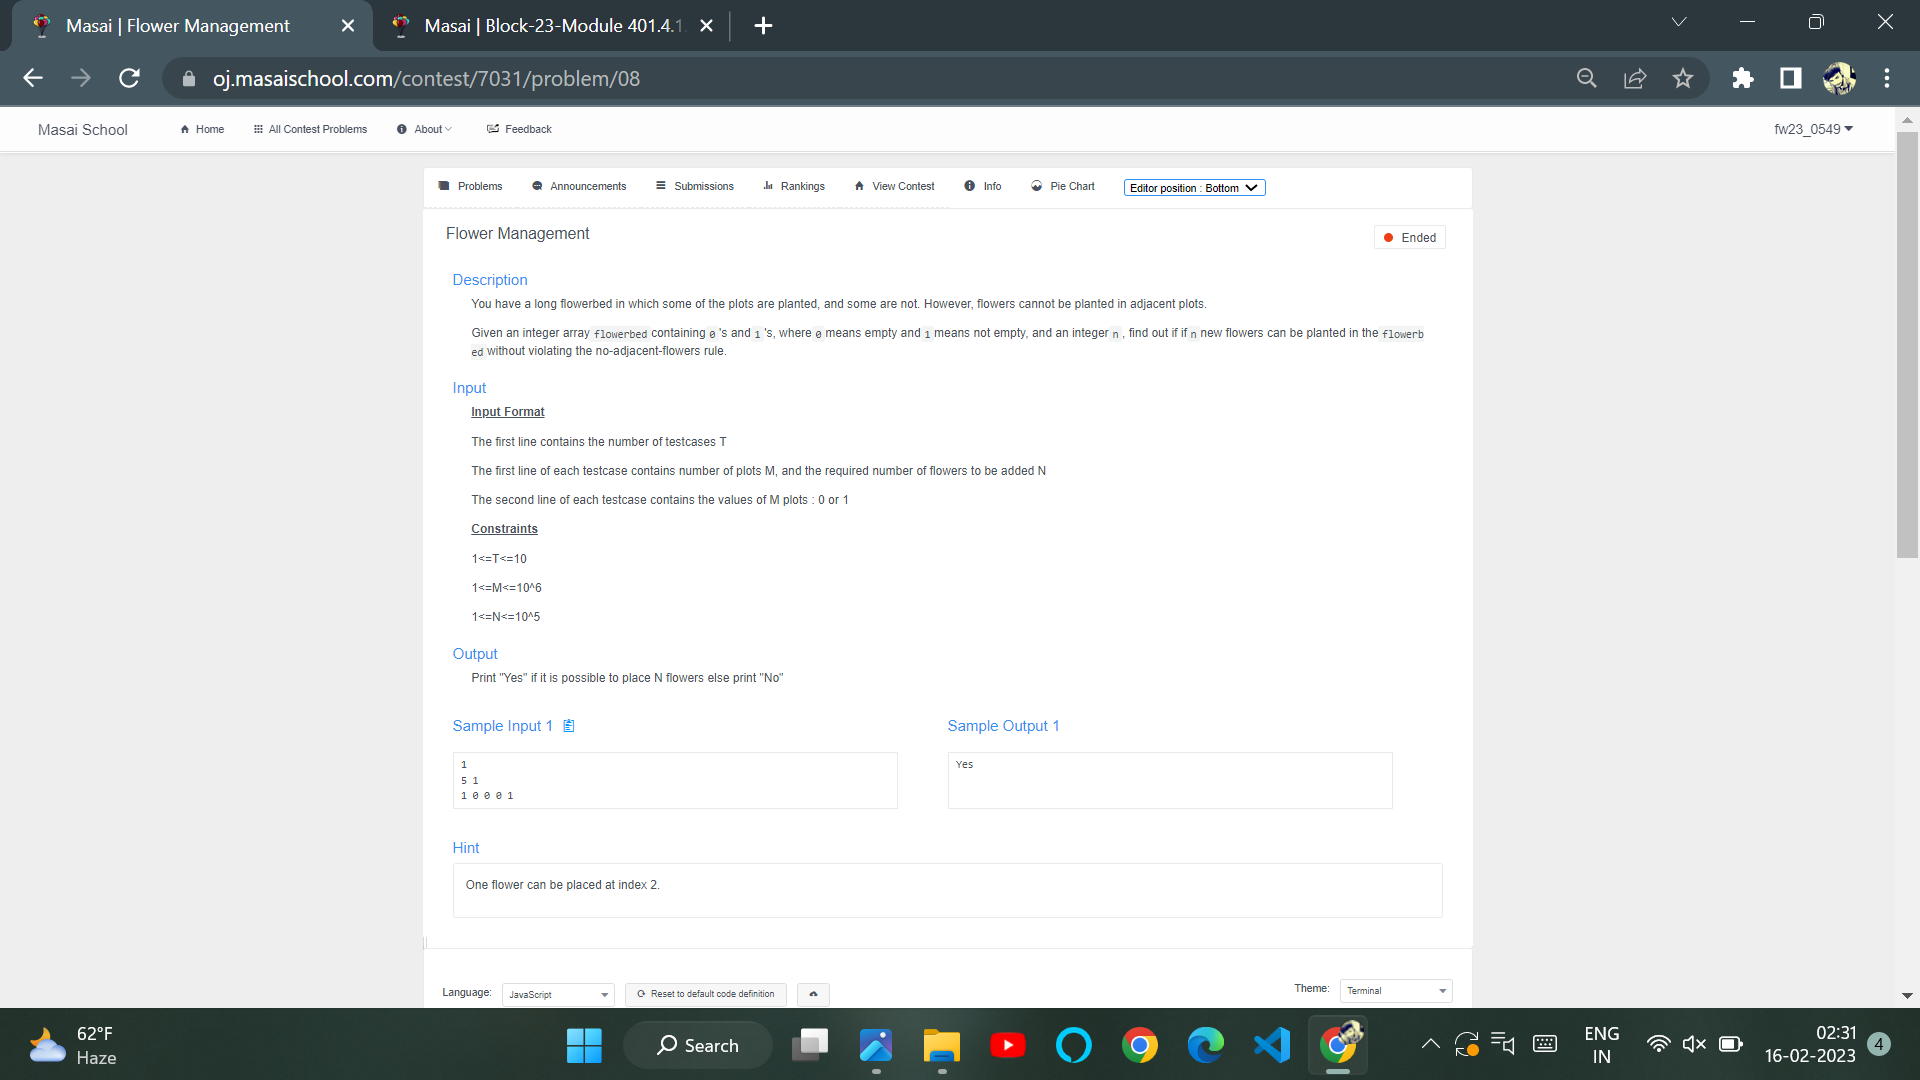 Masai | Flower Management
Masai | Block-23-Module 401.4.1
oj.masaischool.com/contest/7031/problem/08
Masai School
Home
All Contest Problems
About
Feedback
fw23_0549
Problems
Announcements
Submissions
Rankings
View Contest
Info
Pie Chart
Editor position : Bottom
Flower Management
Ended
Description
You have a long flowerbed in which some of the plots are planted, and some are not. However, flowers cannot be planted in adjacent plots.
Given an integer array flowerbed containing 0 's and 1 's, where 0 means empty and 1 means not empty, and an integer n , find out if if n new flowers can be planted in the flowerb
ed without violating the no-adjacent-flowers rule.
Input
Input Format
The first line contains the number of testcases T
The first line of each testcase contains number of plots M, and the required number of flowers to be added N
The second line of each testcase contains the values of M plots : 0 or 1
Constraints
1<=T<=10
1<=M<=10^6
1<=N<=10^5
Output
Print "Yes" if it is possible to place N flowers else print "No"
Sample Input 1
1
5 1
1 0 0 0 1
Sample Output 1
Yes
Hint
One flower can be placed at index 2.
Language:
JavaScript
Reset to default code definition
Theme:
Terminal
62°F
Haze
Search
ENG
IN
02:31
16-02-2023
4